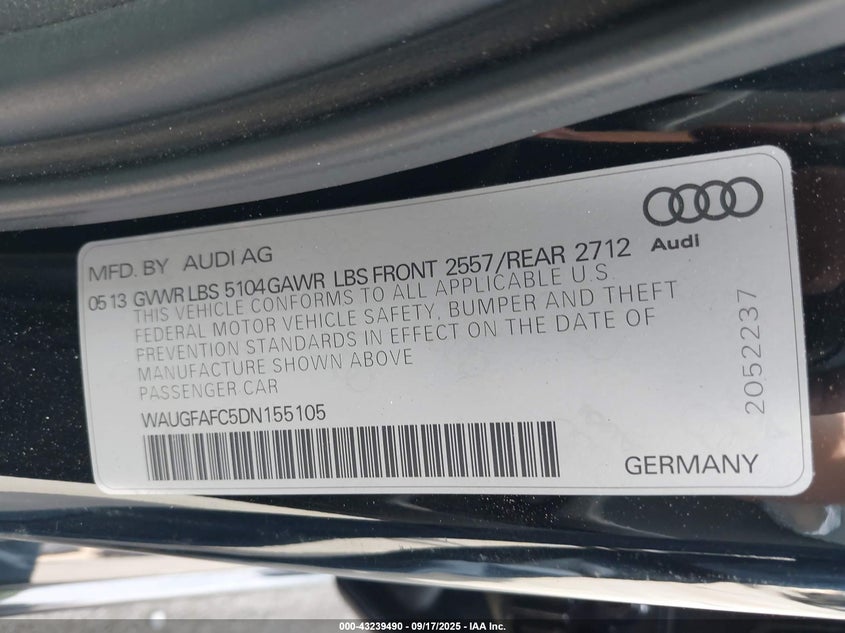 Audi
MFD. BY AUDI AG
05 13 GVWR LBS 5104 GAWR LBS FRONT 2557/REAR 2712
THIS VEHICLE CONFORMS TO ALL APPLICABLE U.S.
FEDERAL MOTOR VEHICLE SAFETY, BUMPER AND THEFT
PREVENTION STANDARDS IN EFFECT ON THE DATE OF
MANUFACTURE SHOWN ABOVE
PASSENGER CAR
WAUGFAFC5DN155105
GERMANY
2052237
000-43239490 - 09/17/2025 - IAA Inc.